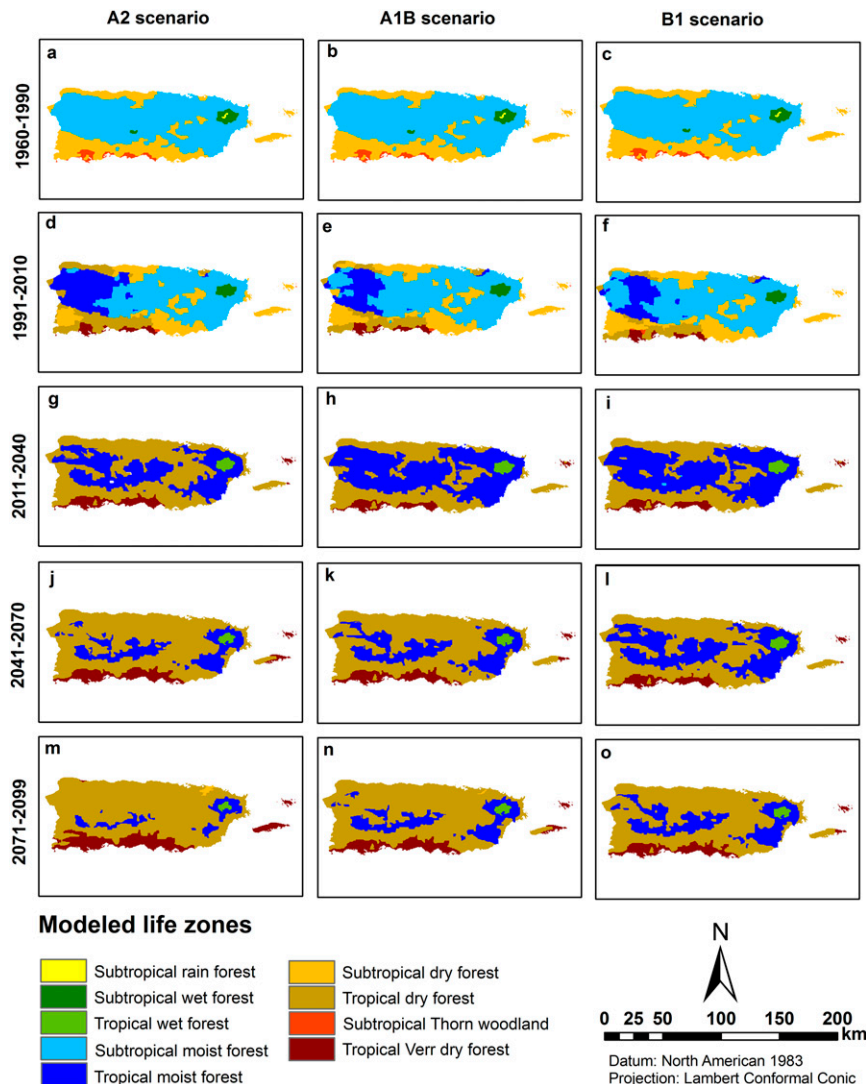 A2 scenario A1B scenario B1 scenario
1960-1990
a b c
1991-2010
d e f
2011-2040
g h i
2041-2070
j k l
2071-2099
m n o
Modeled life zones
Subtropical rain forest
Subtropical wet forest
Tropical wet forest
Subtropical moist forest
Tropical moist forest
Subtropical dry forest
Tropical dry forest
Subtropical Thorn woodland
Tropical Verr dry forest
N
0 25 50 100 150 200
km
Datum: North American 1983
Projection: Lambert Conformal Conic